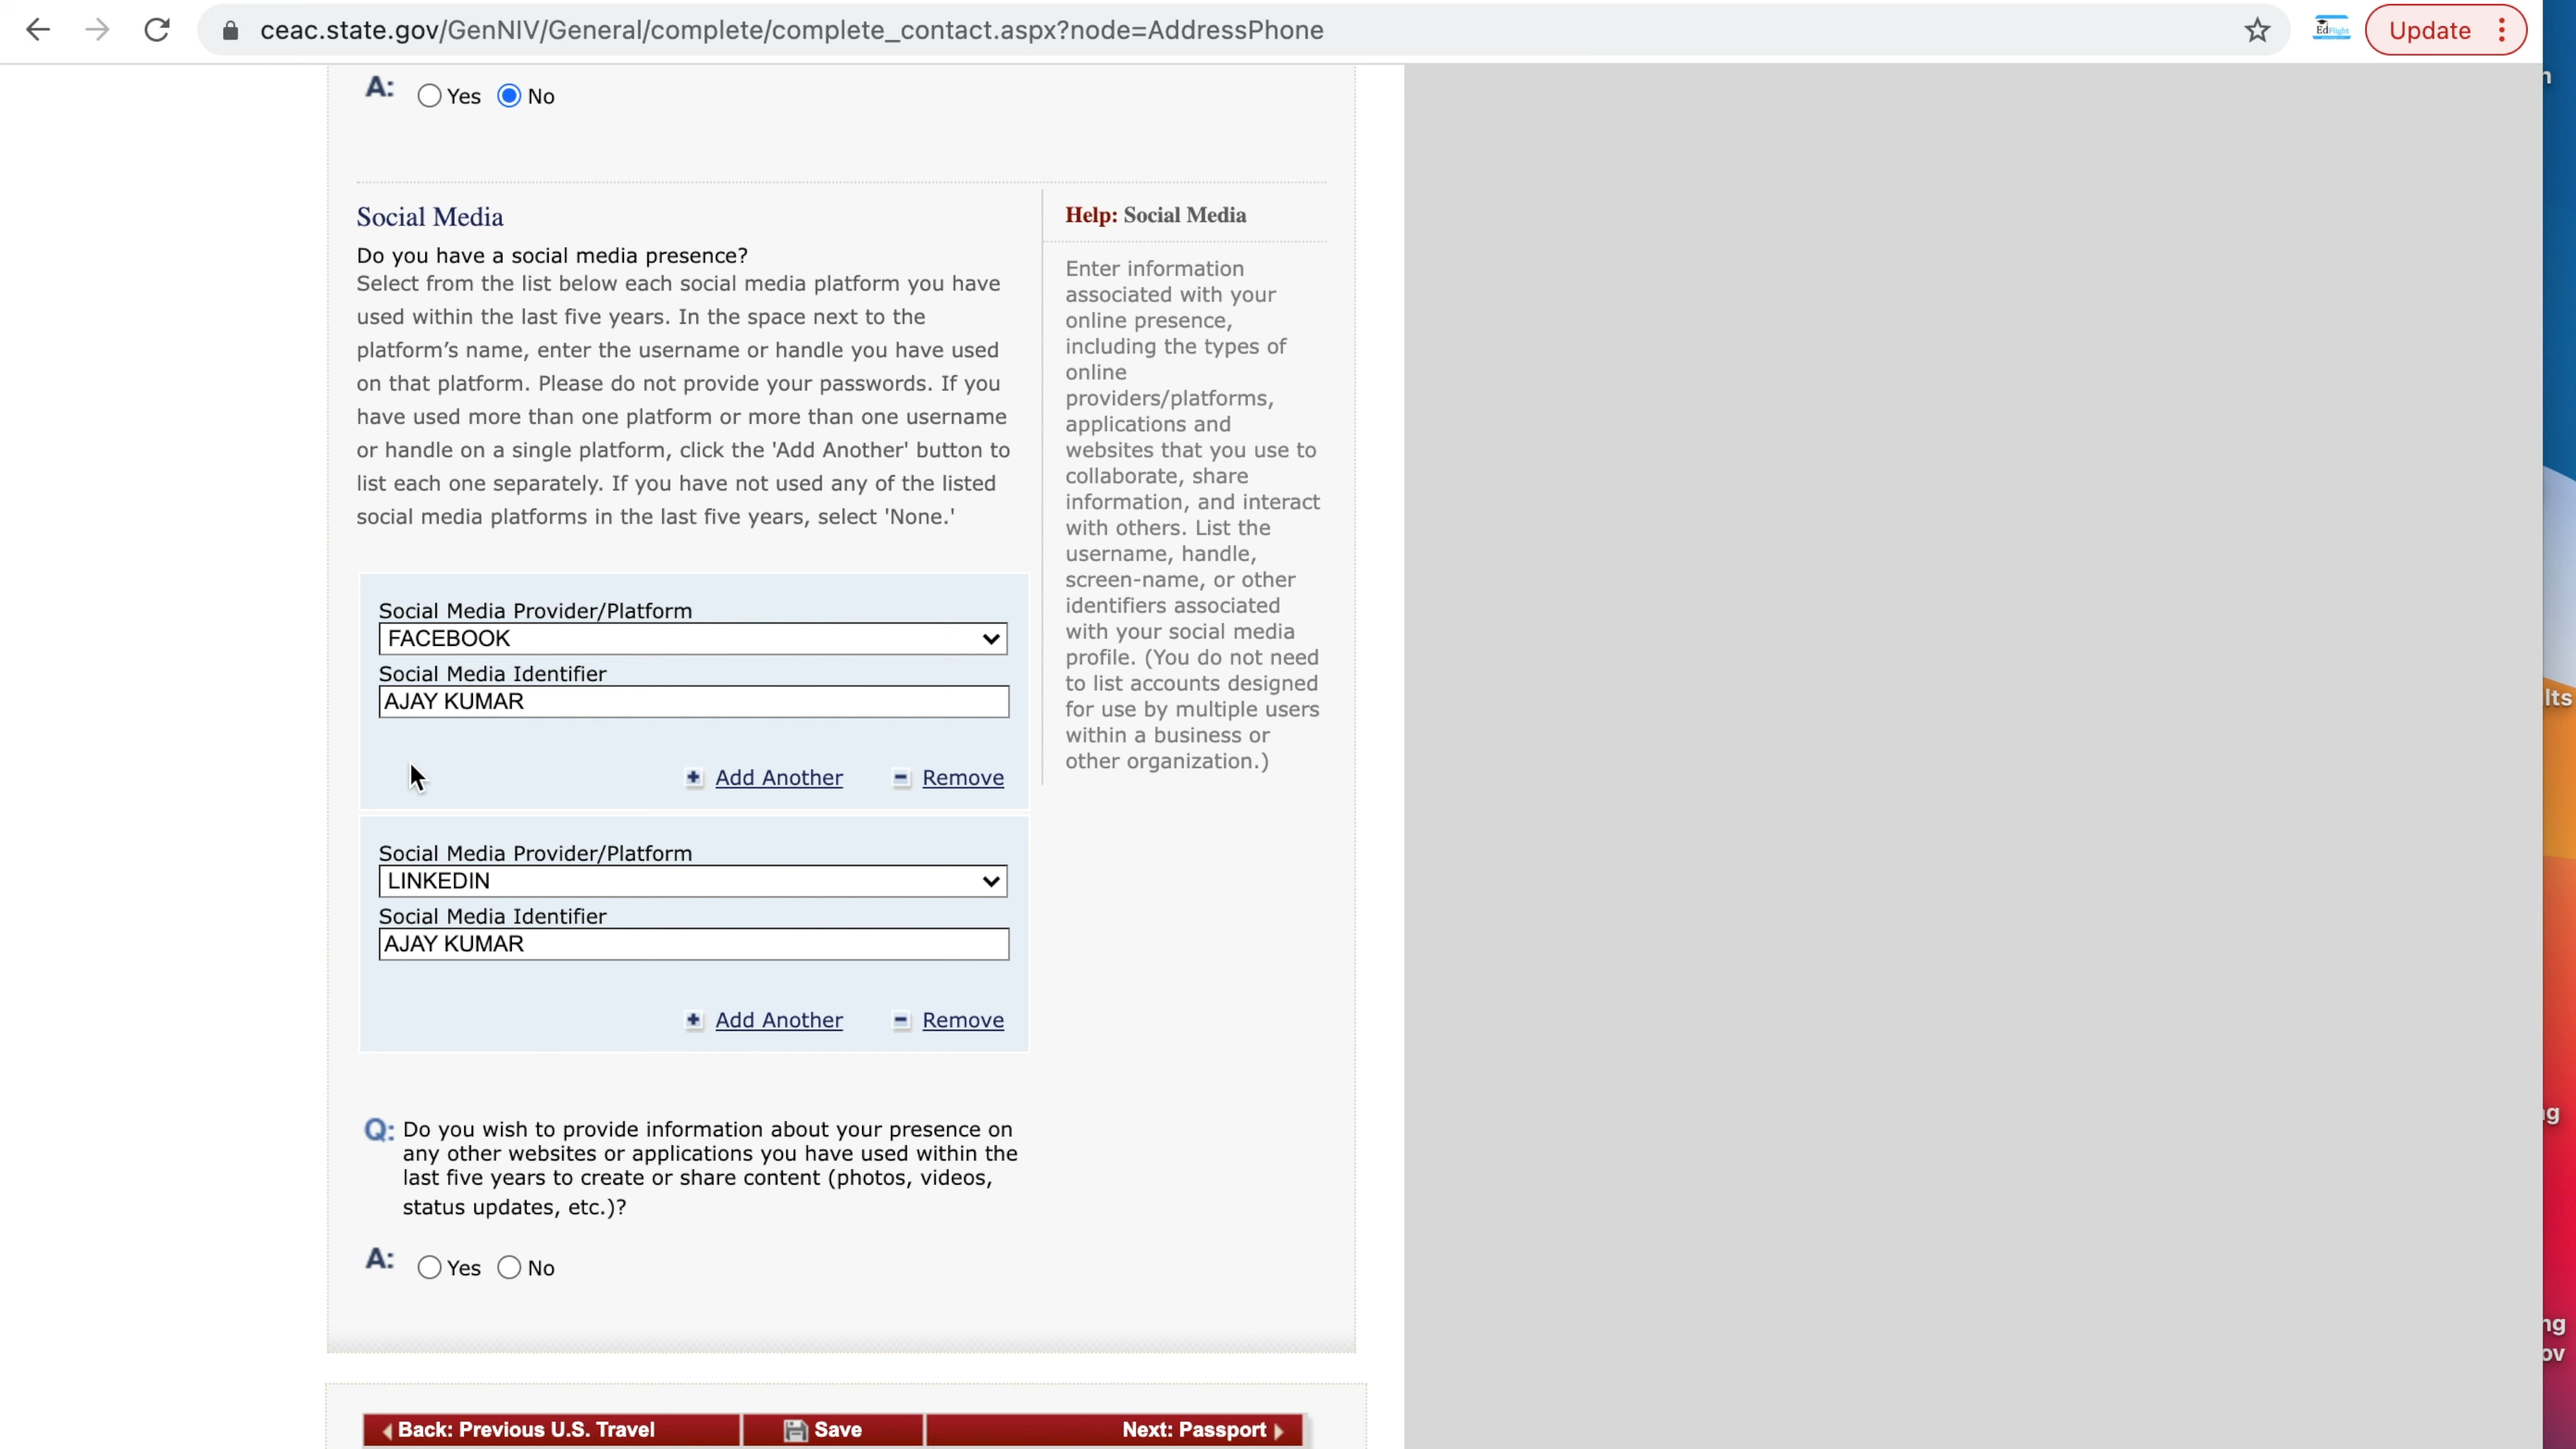 ceac.state.gov/GenNIV/General/complete/complete_contact.aspx?node=AddressPhone
Update
A: Yes No
Social Media
Do you have a social media presence?
Select from the list below each social media platform you have
used within the last five years. In the space next to the
platform’s name, enter the username or handle you have used
on that platform. Please do not provide your passwords. If you
have used more than one platform or more than one username
or handle on a single platform, click the 'Add Another' button to
list each one separately. If you have not used any of the listed
social media platforms in the last five years, select 'None.'
Help: Social Media
Enter information
associated with your
online presence,
including the types of
online
providers/platforms,
applications and
websites that you use to
collaborate, share
information, and interact
with others. List the
username, handle,
screen-name, or other
identifiers associated
with your social media
profile. (You do not need
to list accounts designed
for use by multiple users
within a business or
other organization.)
Social Media Provider/Platform
FACEBOOK
Social Media Identifier
AJAY KUMAR
Add Another Remove
Social Media Provider/Platform
LINKEDIN
Social Media Identifier
AJAY KUMAR
Add Another Remove
Q: Do you wish to provide information about your presence on
any other websites or applications you have used within the
last five years to create or share content (photos, videos,
status updates, etc.)?
A: Yes No
Back: Previous U.S. Travel Save Next: Passport